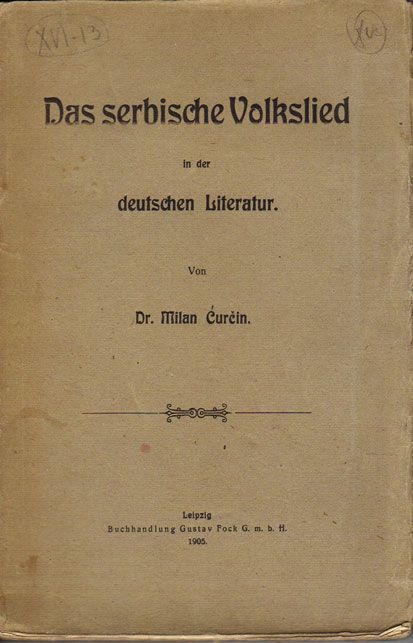 XVI-13
Das serbische Volkslied
in der
deutschen Literatur.
Von
Dr. Milan Ćurčin.
Leipzig
Buchhandlung Gustav Fock G. m. b. H.
1905.